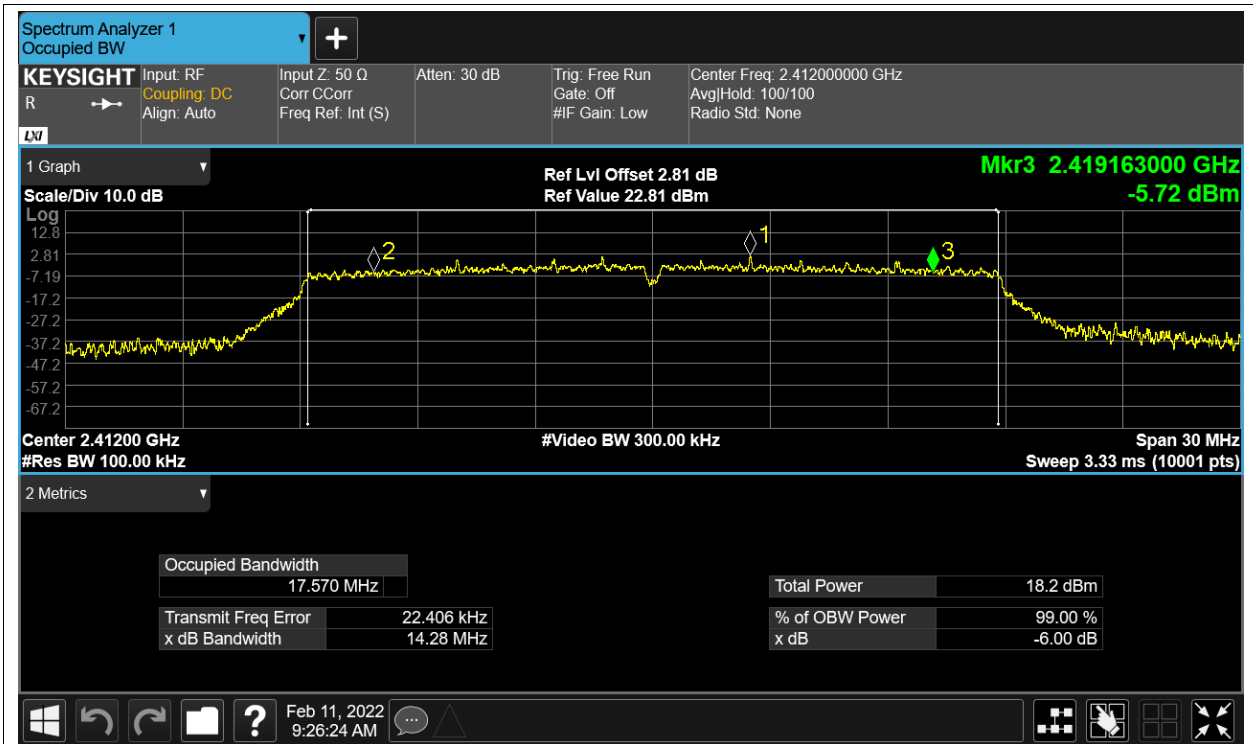 Spectrum Analyzer 1
Occupied BW
KEYSIGHT
R
LXI
Input: RF
Coupling: DC
Align: Auto
Input Z: 50 Ω
Corr CCorr
Freq Ref: Int (S)
Atten: 30 dB
Trig: Free Run
Gate: Off
#IF Gain: Low
Center Freq: 2.412000000 GHz
Avg|Hold: 100/100
Radio Std: None
1 Graph
Scale/Div 10.0 dB
Ref Lvl Offset 2.81 dB
Ref Value 22.81 dBm
Mkr3 2.419163000 GHz
-5.72 dBm
Log
12.8
2.81
-7.19
-17.2
-27.2
-37.2
-47.2
-57.2
-67.2
2
1
3
Center 2.41200 GHz
#Res BW 100.00 kHz
#Video BW 300.00 kHz
Span 30 MHz
Sweep 3.33 ms (10001 pts)
2 Metrics
Occupied Bandwidth
17.570 MHz
Transmit Freq Error 22.406 kHz
x dB Bandwidth 14.28 MHz
Total Power 18.2 dBm
% of OBW Power 99.00 %
x dB -6.00 dB
?
Feb 11, 2022
9:26:24 AM